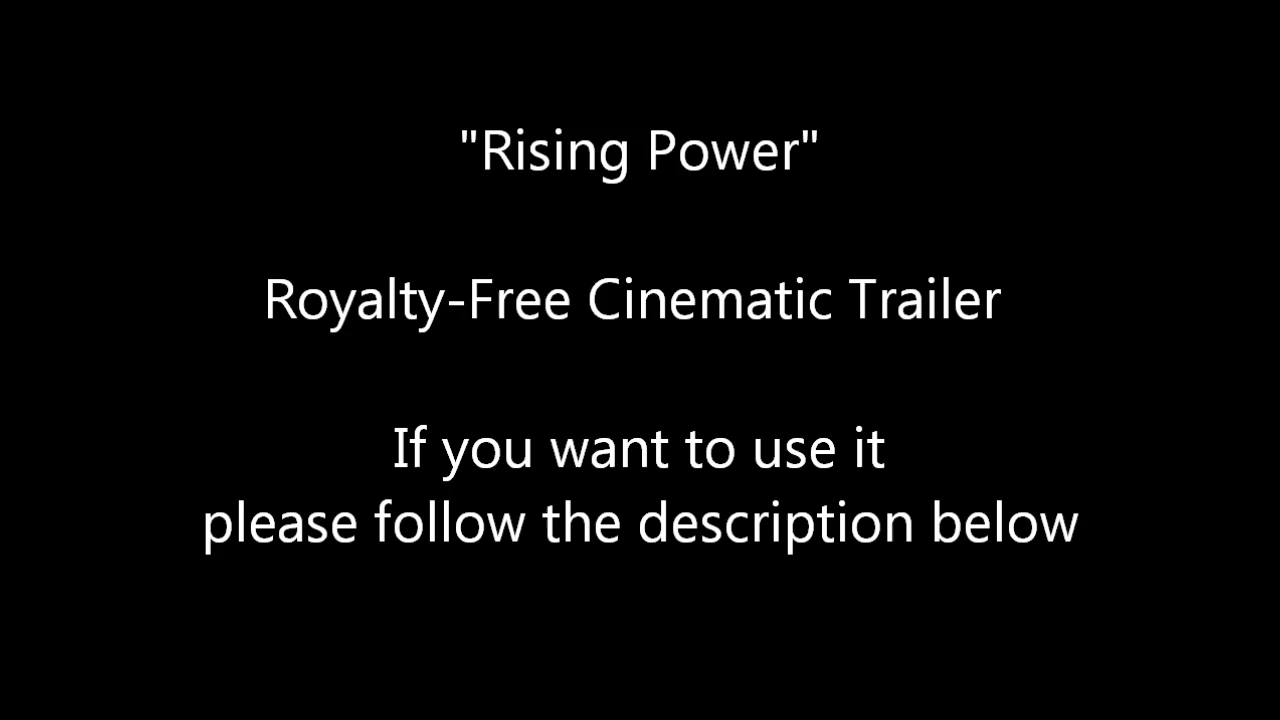 "Rising Power"
Royalty-Free Cinematic Trailer
If you want to use it
please follow the description below